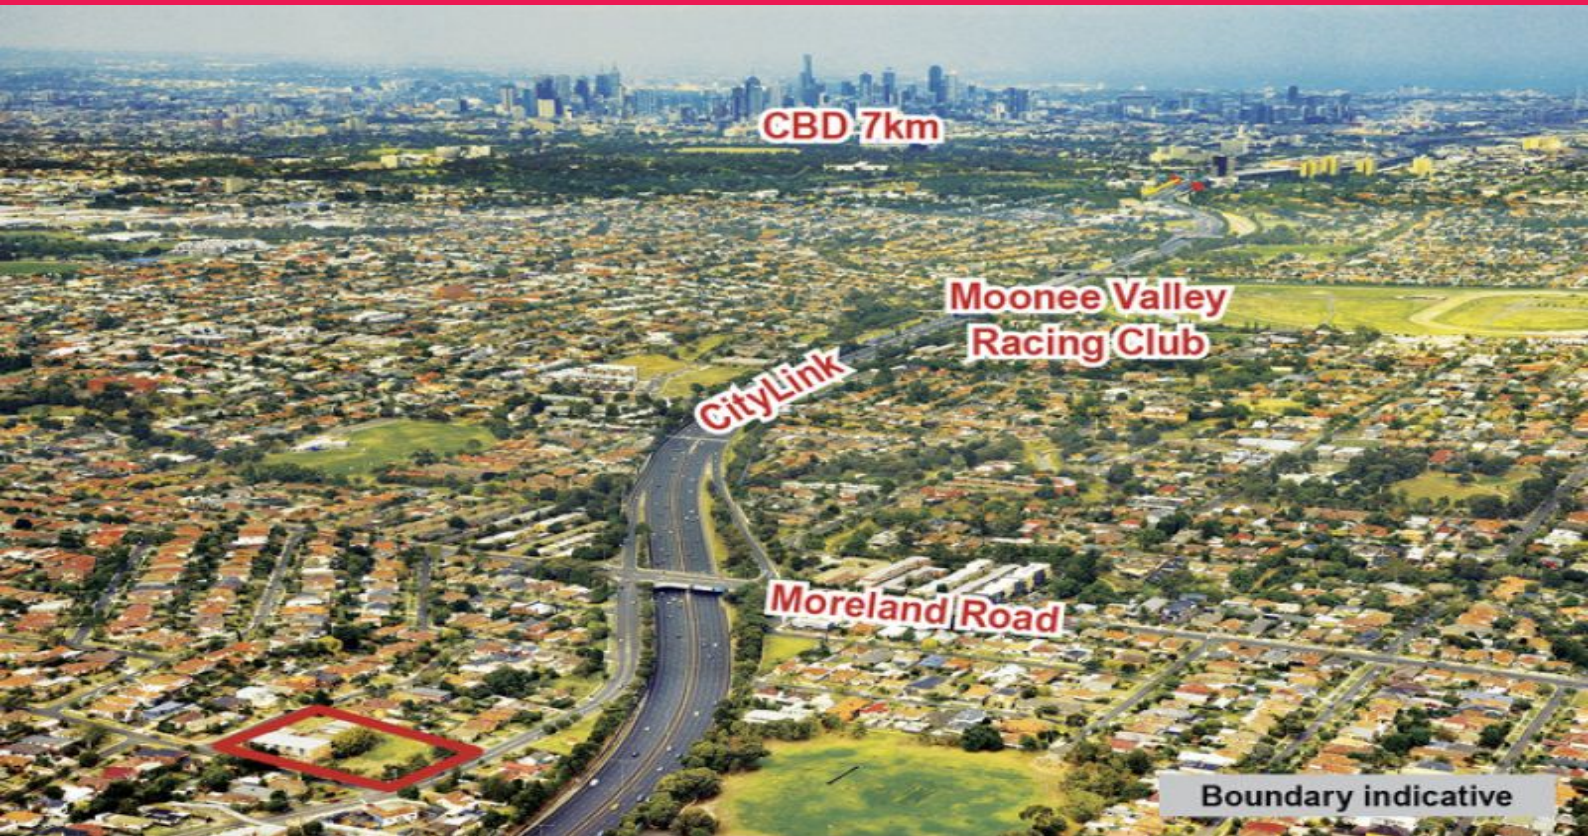 CBD 7km
Moonee Valley
Racing Club
CityLink
Moreland Road
Boundary indicative